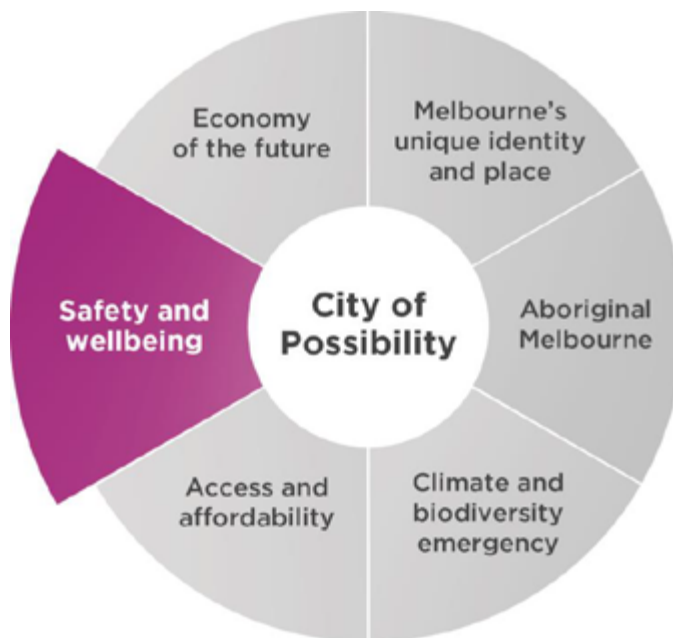 Economy
of the future
Melbourne's
unique identity
and place
Safety and
wellbeing
City of
Possibility
Aboriginal
Melbourne
Access and
affordability
Climate and
biodiversity
emergency